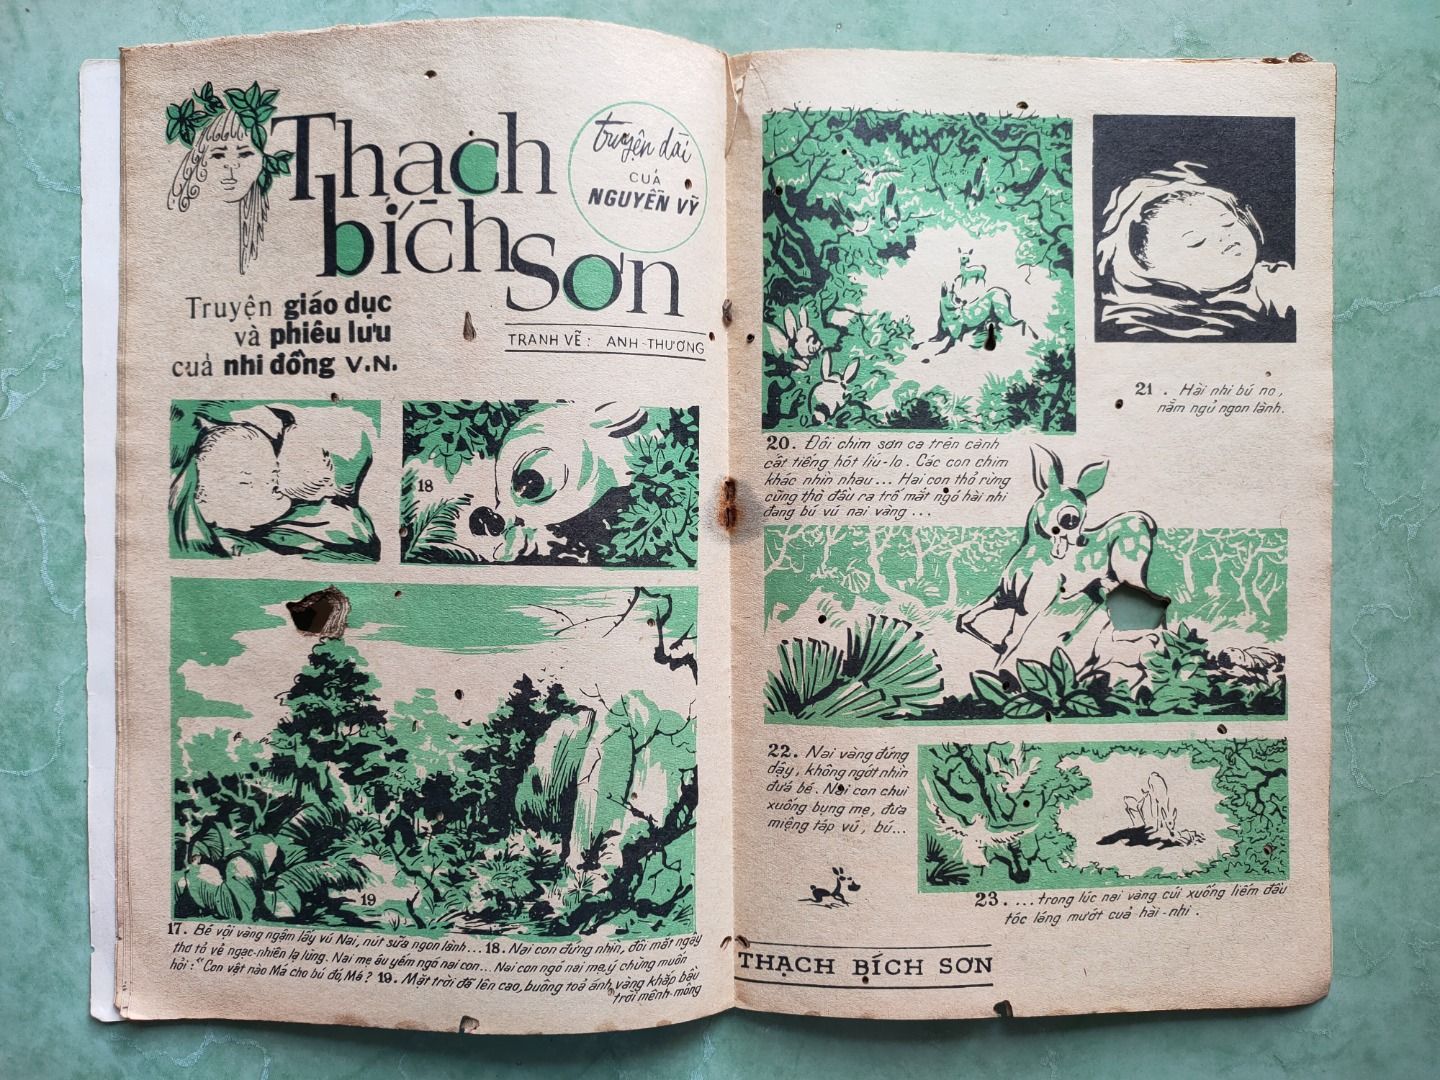 Thạch
bích
Sơn
truyện dài
CỦA
NGUYỄN VỸ
Truyện giáo dục
và phiêu lưu
cuả nhi đồng V.N.
TRANH VẼ : ANH-THƯƠNG
17
18
19
17. Bé vội vàng ngậm lấy vú Nai, nút sữa ngon lành... 18. Nai con đứng nhìn, đôi mắt ngây
thơ tỏ vẻ ngạc-nhiên lạ lùng. Nai mẹ âu yếm ngó nai con... Nai con ngó nai mẹ, ý chừng muôn
hỏi : "Con vật nào Má cho bú đó, Má ? 19. Mặt trời đã lên cao, buông toả ánh vàng khắp bầu
trời mênh-mông
20. Đôi chim sơn ca trên cành
cất tiếng hót líu-lo. Các con chim
khác nhìn nhau... Hai con thỏ rừng
cũng thò đầu ra trố mắt ngó hài nhi
đang bú vú nai vàng ...
21 . Hài nhi bú no,
nằm ngủ ngon lành.
22. Nai vàng đứng
dậy, không ngớt nhìn
đứa bé. Nai con chui
xuống bụng mẹ, đưa
miệng táp vú, bú...
23. ...trong lúc nai vàng cúi xuống liếm đầu
tóc láng mướt cuả hài-nhi.
THẠCH BÍCH SƠN